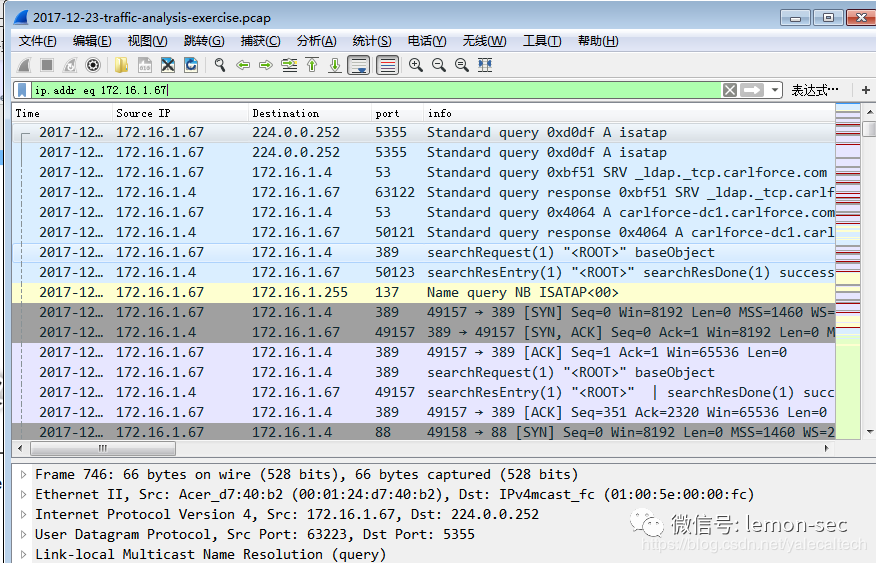 2017-12-23-traffic-analysis-exercise.pcap
文件(F) 编辑(E) 视图(V) 跳转(G) 捕获(C) 分析(A) 统计(S) 电话(Y) 无线(W) 工具(T) 帮助(H)
ip.addr eq 172.16.1.67 表达式…
Time Source IP Destination port info
2017-12… 172.16.1.67 224.0.0.252 5355 Standard query 0xd0df A isatap
2017-12… 172.16.1.67 224.0.0.252 5355 Standard query 0xd0df A isatap
2017-12… 172.16.1.67 172.16.1.4 53 Standard query 0xbf51 SRV _ldap._tcp.carlforce.com
2017-12… 172.16.1.4 172.16.1.67 63122 Standard query response 0xbf51 SRV _ldap._tcp.carlf
2017-12… 172.16.1.67 172.16.1.4 53 Standard query 0x4064 A carlforce-dc1.carlforce.com
2017-12… 172.16.1.4 172.16.1.67 50121 Standard query response 0x4064 A carlforce-dc1.carl
2017-12… 172.16.1.67 172.16.1.4 389 searchRequest(1) "<ROOT>" baseObject
2017-12… 172.16.1.4 172.16.1.67 50123 searchResEntry(1) "<ROOT>" searchResDone(1) success
2017-12… 172.16.1.67 172.16.1.255 137 Name query NB ISATAP<00>
2017-12… 172.16.1.67 172.16.1.4 389 49157 → 389 [SYN] Seq=0 Win=8192 Len=0 MSS=1460 WS=
2017-12… 172.16.1.4 172.16.1.67 49157 389 → 49157 [SYN, ACK] Seq=0 Ack=1 Win=8192 Len=0 M
2017-12… 172.16.1.67 172.16.1.4 389 49157 → 389 [ACK] Seq=1 Ack=1 Win=65536 Len=0
2017-12… 172.16.1.67 172.16.1.4 389 searchRequest(1) "<ROOT>" baseObject
2017-12… 172.16.1.4 172.16.1.67 49157 searchResEntry(1) "<ROOT>" | searchResDone(1) succ
2017-12… 172.16.1.67 172.16.1.4 389 49157 → 389 [ACK] Seq=351 Ack=2320 Win=65536 Len=0
2017-12… 172.16.1.67 172.16.1.4 88 49158 → 88 [SYN] Seq=0 Win=8192 Len=0 MSS=1460 WS=2
Frame 746: 66 bytes on wire (528 bits), 66 bytes captured (528 bits)
Ethernet II, Src: Acer_d7:40:b2 (00:01:24:d7:40:b2), Dst: IPv4mcast_fc (01:00:5e:00:00:fc)
Internet Protocol Version 4, Src: 172.16.1.67, Dst: 224.0.0.252
User Datagram Protocol, Src Port: 63223, Dst Port: 5355
Link-local Multicast Name Resolution (query)
微信号: lemon-sec
https://blog.csdn.net/yalecaltech